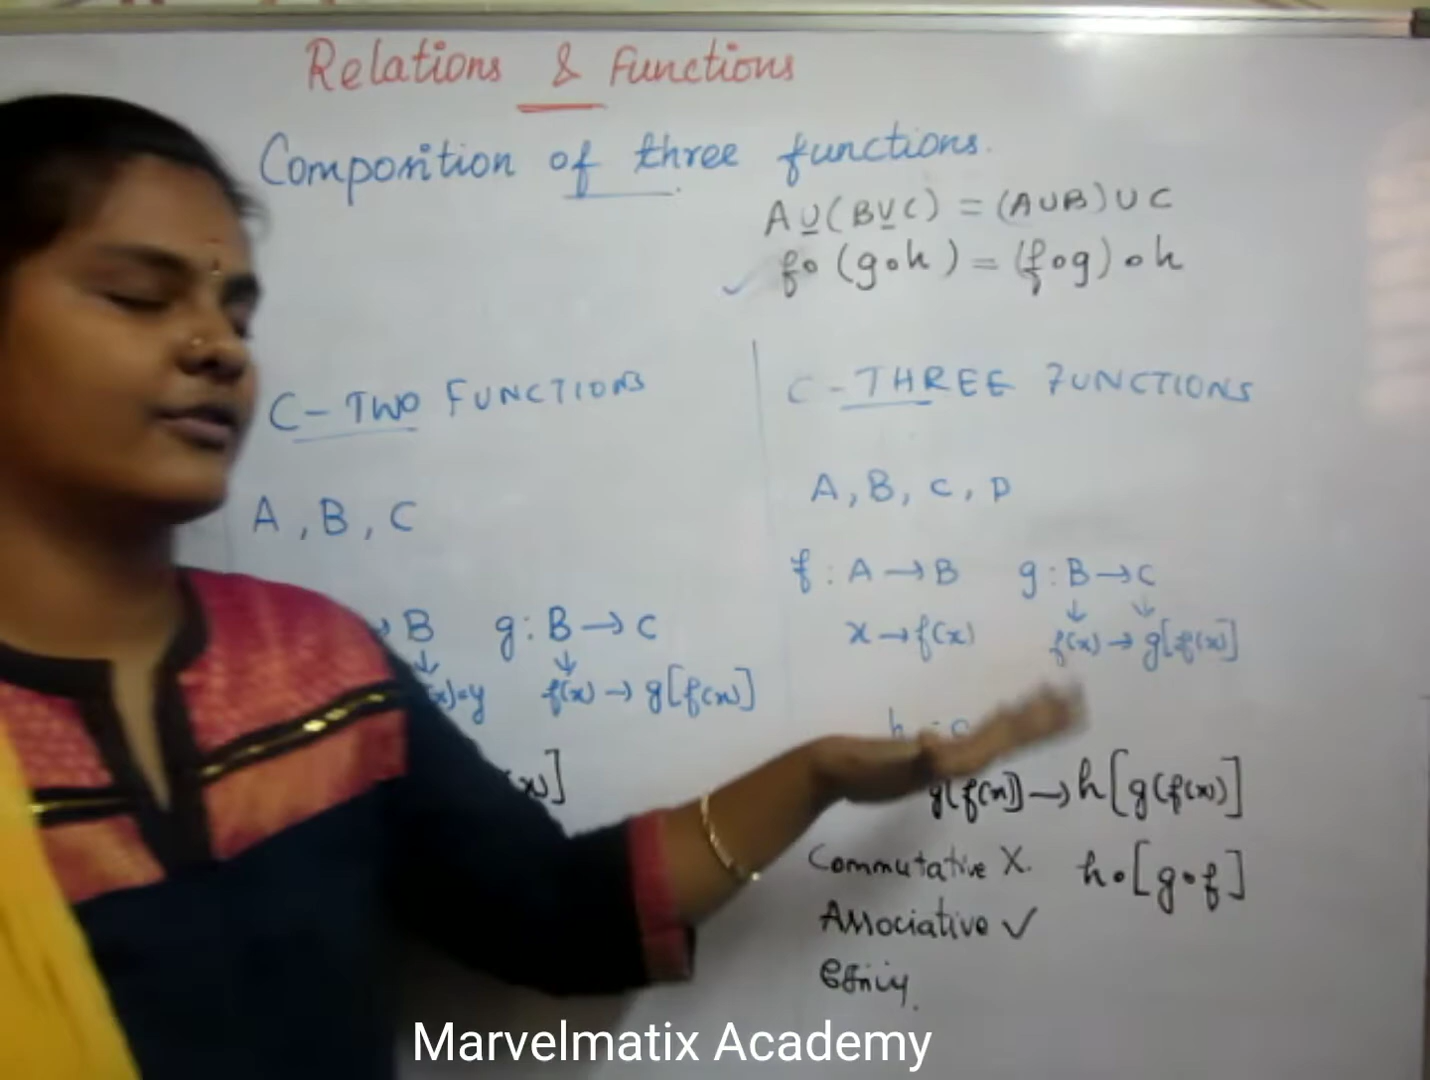 Relations & Functions
Composition of three functions.
A∪(B∪C) = (A∪B)∪C
f∘(g∘h) = (f∘g)∘h
C- TWO FUNCTIONS
A, B, C
→ B g: B → C
↓ ↓
(x)=y f(x) → g[f(x)]
(x)]
C - THREE FUNCTIONS
A, B, C, D
f: A → B g: B → C
↓ ↓
x → f(x) f(x) → g[f(x)]
h : C
g[f(x)] → h[g(f(x))]
Commutative X. h∘[g∘f]
Associative ✓
Marvelmatix Academy